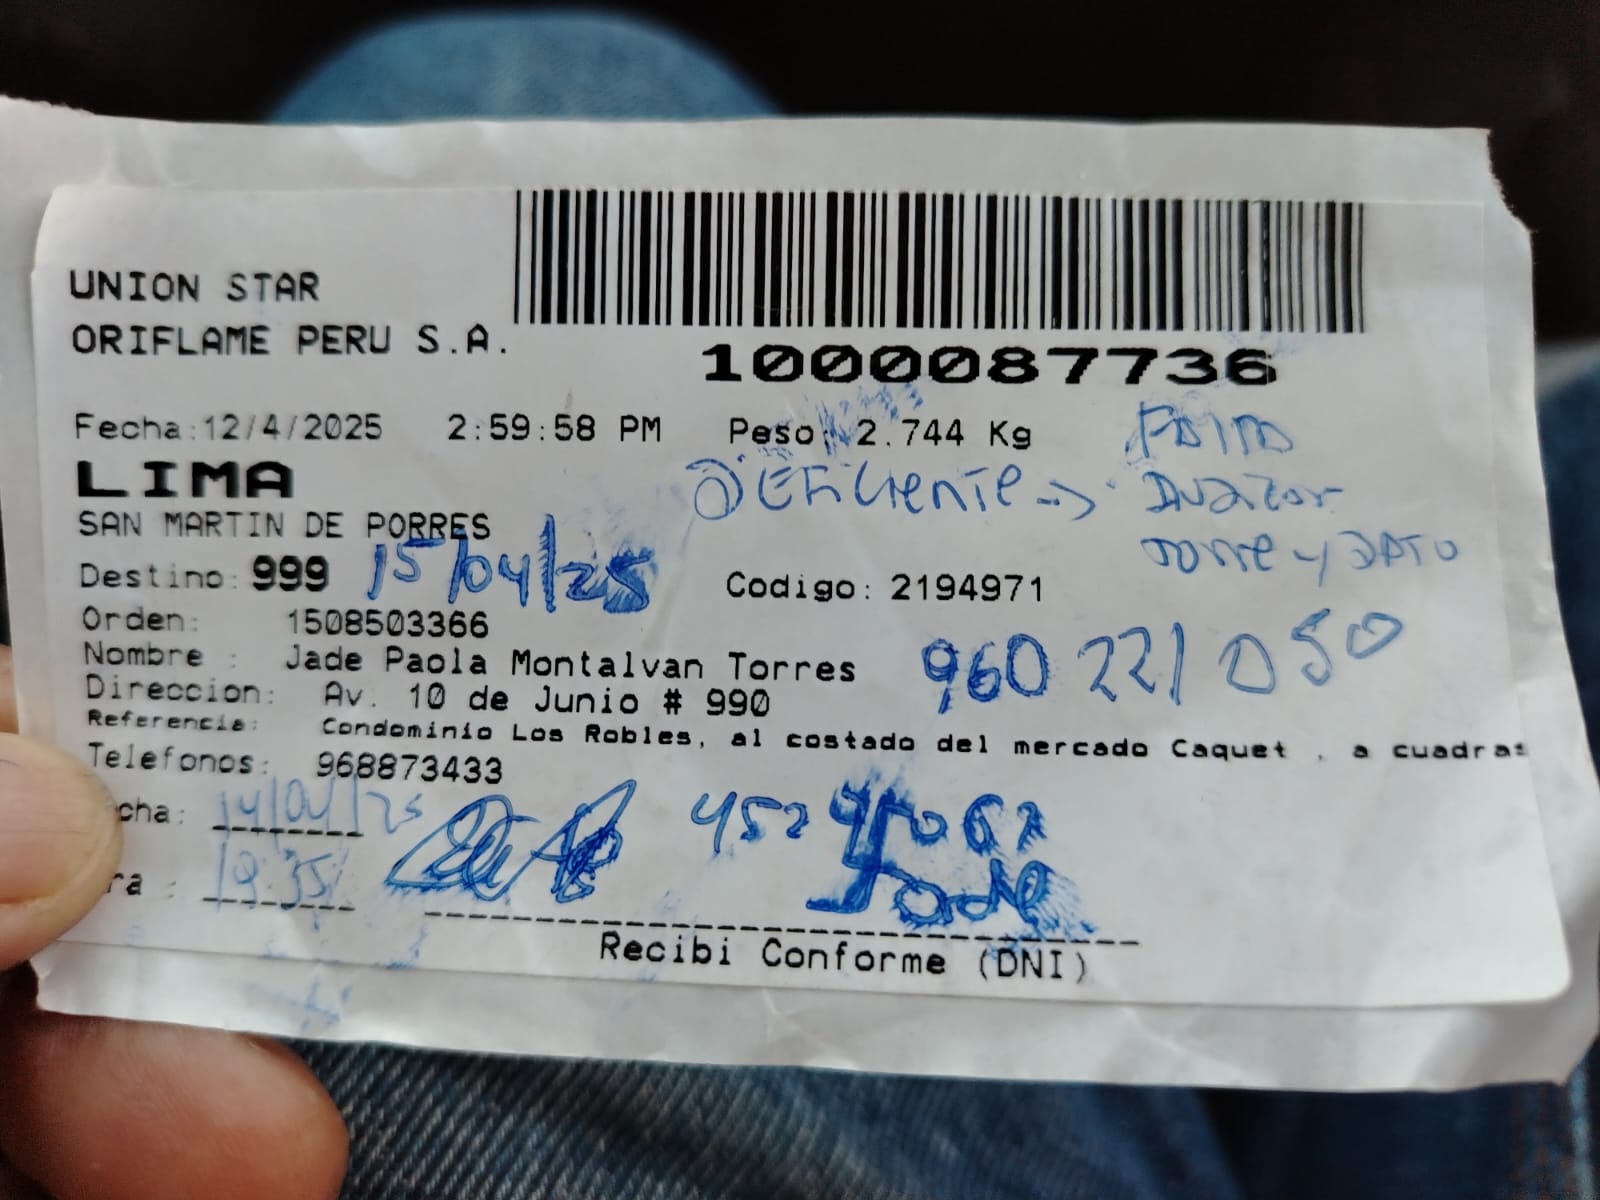 UNION STAR
ORIFLAME PERU S.A.
1000087736
Fecha:12/4/2025 2:59:58 PM Peso: 2.744 Kg
LIMA
SAN MARTIN DE PORRES
Destino: 999 15/04/25
Codigo: 2194971
Orden: 1508503366
Nombre : Jade Paola Montalvan Torres
960 221 050
Direccion: Av. 10 de Junio # 990
Referencia: Condominio Los Robles, al costado del mercado Caquet , a cuadras
Telefonos: 968873433
cha: 14/04/25
ra : 19:35
Jade
Recibi Conforme (DNI)